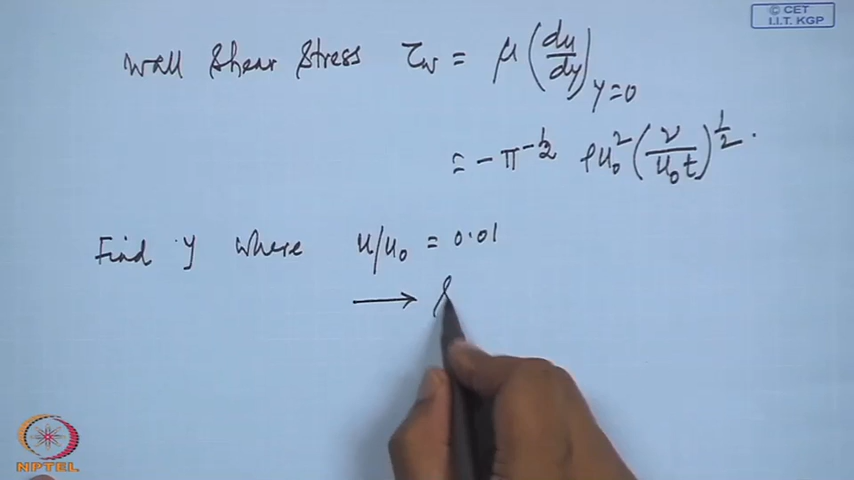 © CET
I.I.T. KGP
Wall Shear Stress τw = μ(du/dy)y=0
= -π^-1/2 ρu₀²(ν/u₀t)^1/2.
Find y where u/u₀ = 0.01
→ δ
NPTEL